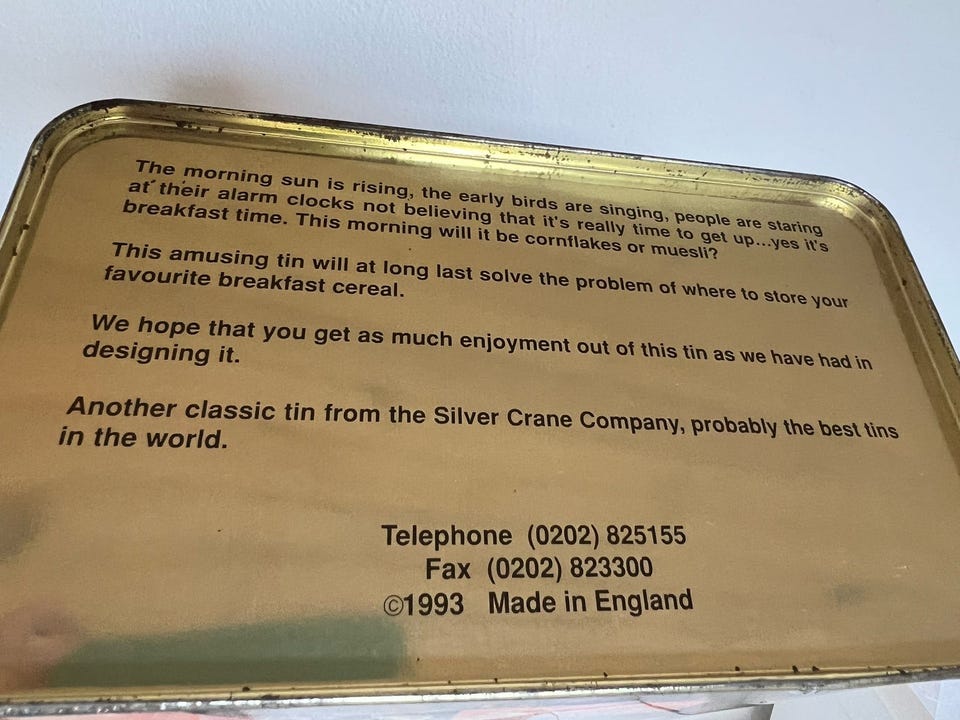 The morning sun is rising, the early birds are singing, people are staring
at their alarm clocks not believing that it's really time to get up...yes it's
breakfast time. This morning will it be cornflakes or muesli?
This amusing tin will at long last solve the problem of where to store your
favourite breakfast cereal.
We hope that you get as much enjoyment out of this tin as we have had in
designing it.
Another classic tin from the Silver Crane Company, probably the best tins
in the world.
Telephone (0202) 825155
Fax (0202) 823300
©1993 Made in England